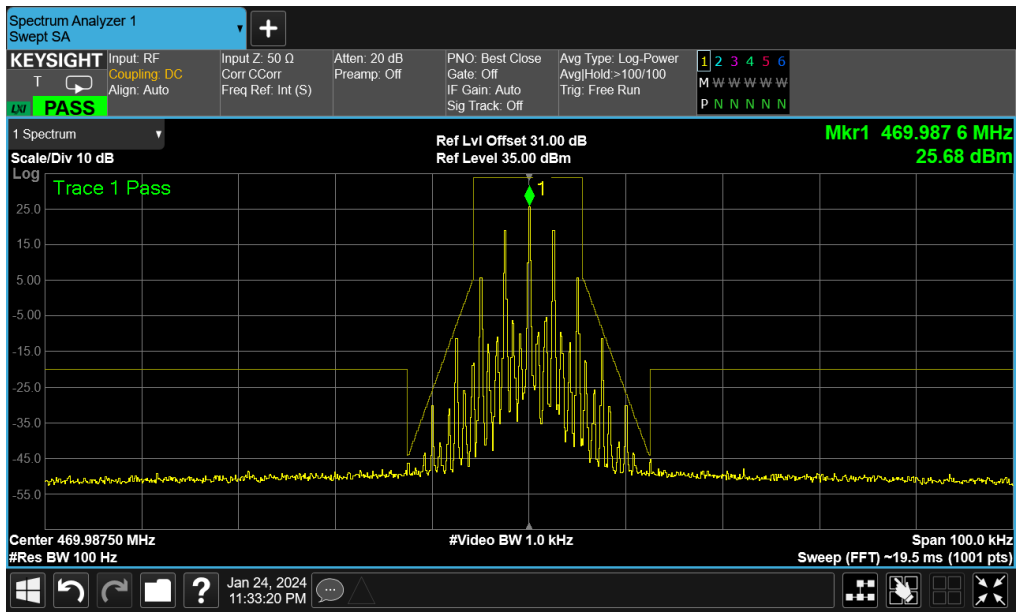 Spectrum Analyzer 1
Swept SA
KEYSIGHT
T
LXI
PASS
Input: RF
Coupling: DC
Align: Auto
Input Z: 50 Ω
Corr CCorr
Freq Ref: Int (S)
Atten: 20 dB
Preamp: Off
PNO: Best Close
Gate: Off
IF Gain: Auto
Sig Track: Off
Avg Type: Log-Power
Avg|Hold:>100/100
Trig: Free Run
1 2 3 4 5 6
M W W W W W
P N N N N N
1 Spectrum
Scale/Div 10 dB
Ref Lvl Offset 31.00 dB
Ref Level 35.00 dBm
Mkr1 469.987 6 MHz
25.68 dBm
Log
Trace 1 Pass
1
25.0
15.0
5.00
-5.00
-15.0
-25.0
-35.0
-45.0
-55.0
Center 469.98750 MHz
#Video BW 1.0 kHz
Span 100.0 kHz
#Res BW 100 Hz
Sweep (FFT) ~19.5 ms (1001 pts)
?
Jan 24, 2024
11:33:20 PM